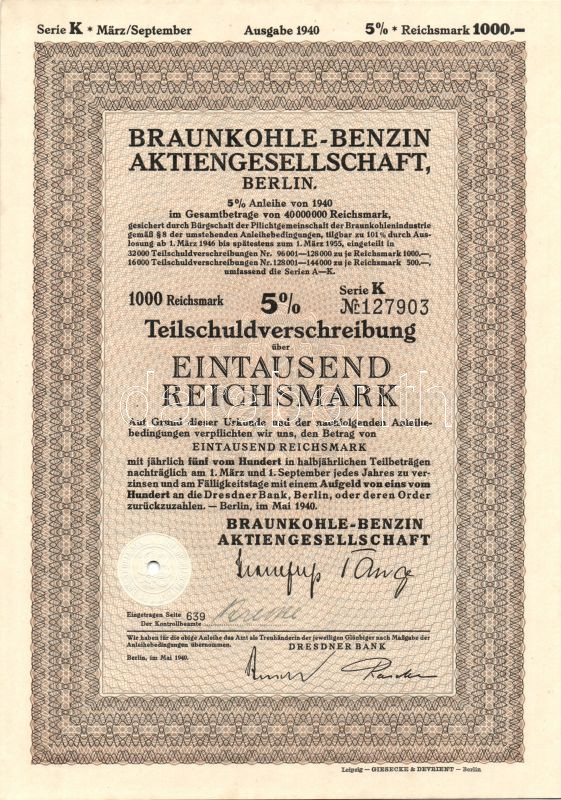 Serie K * März/September Ausgabe 1940 5% * Reichsmark 1000.—
BRAUNKOHLE-BENZIN
AKTIENGESELLSCHAFT,
BERLIN.
5% Anleihe von 1940
im Gesamtbetrage von 40000000 Reichsmark,
gesichert durch Bürgschaft der Pflichtgemeinschaft der Braunkohlenindustrie
gemäß § 8 der umstehenden Anleihebedingungen, tilgbar zu 101% durch Aus-
losung ab 1. März 1946 bis spätestens zum 1. März 1955, eingeteilt in
32000 Teilschuldverschreibungen Nr. 96001—128000 zu je Reichsmark 1000.—,
16000 Teilschuldverschreibungen Nr. 128001—144000 zu je Reichsmark 500.—,
umfassend die Serien A—K.
1000 Reichsmark 5% Serie K
№ 127903
Teilschuldverschreibung
über
EINTAUSEND
REICHSMARK
Auf Grund dieser Urkunde und der nachfolgenden Anleihe-
bedingungen verpflichten wir uns, den Betrag von
EINTAUSEND REICHSMARK
mit jährlich fünf vom Hundert in halbjährlichen Teilbeträgen
nachträglich am 1. März und 1. September jedes Jahres zu ver-
zinsen und am Fälligkeitstage mit einem Aufgeld von eins vom
Hundert an die Dresdner Bank, Berlin, oder deren Order
zurückzuzahlen. — Berlin, im Mai 1940.
BRAUNKOHLE-BENZIN
AKTIENGESELLSCHAFT
Eingetragen Seite 639
Der Kontrollbeamte
Wir haben für die obige Anleihe das Amt als Treuhänderin der jeweiligen Gläubiger nach Maßgabe der
Anleihebedingungen übernommen. DRESDNER BANK
Berlin, im Mai 1940.
Leipzig — GIESECKE & DEVRIENT — Berlin